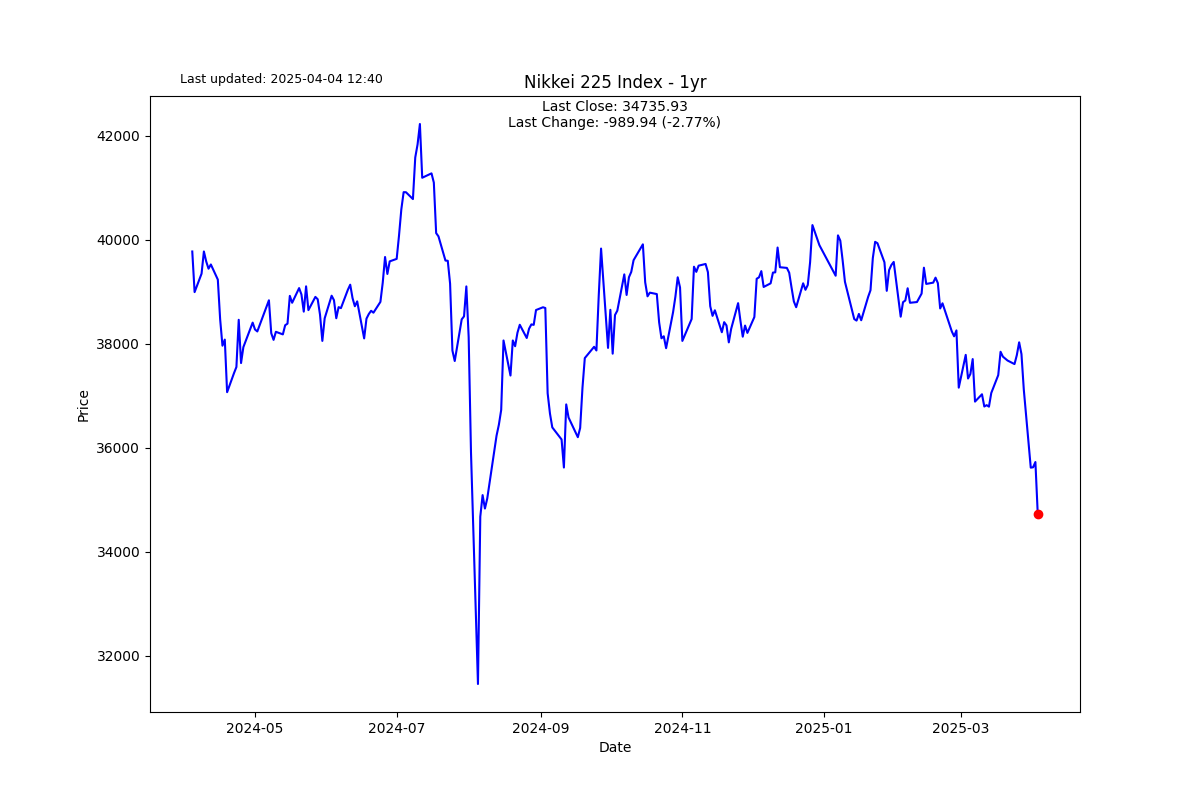 Last updated: 2025-04-04 12:40
Nikkei 225 Index - 1yr
Last Close: 34735.93
Last Change: -989.94 (-2.77%)
42000
40000
38000
36000
34000
32000
Price
2024-05
2024-07
2024-09
2024-11
2025-01
2025-03
Date